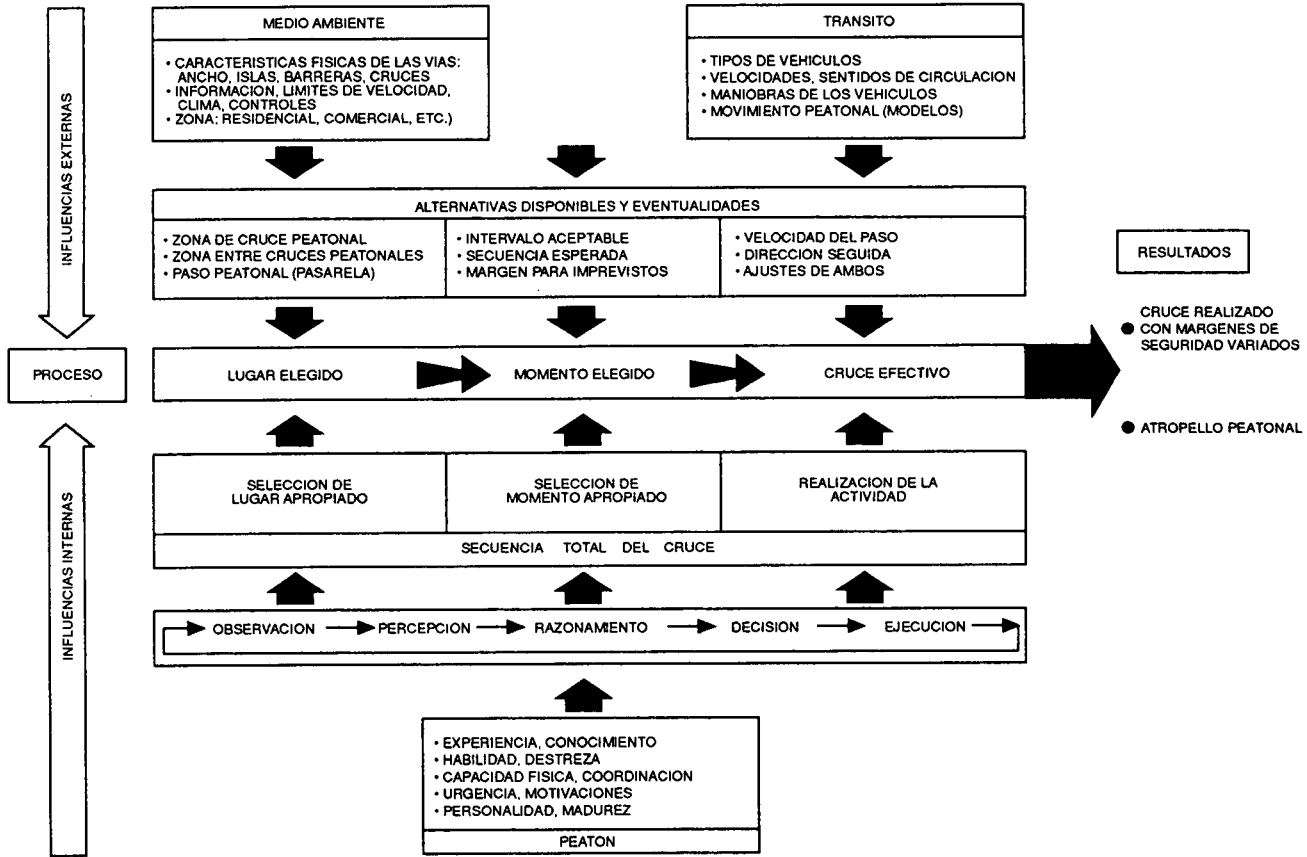 MEDIO AMBIENTE
• CARACTERISTICAS FISICAS DE LAS VIAS:
ANCHO, ISLAS, BARRERAS, CRUCES
• INFORMACION, LIMITES DE VELOCIDAD,
CLIMA, CONTROLES
• ZONA: RESIDENCIAL, COMERCIAL, ETC.)
TRANSITO
• TIPOS DE VEHICULOS
• VELOCIDADES, SENTIDOS DE CIRCULACION
• MANIOBRAS DE LOS VEHICULOS
• MOVIMIENTO PEATONAL (MODELOS)
INFLUENCIAS EXTERNAS
ALTERNATIVAS DISPONIBLES Y EVENTUALIDADES
• ZONA DE CRUCE PEATONAL
• ZONA ENTRE CRUCES PEATONALES
• PASO PEATONAL (PASARELA)
• INTERVALO ACEPTABLE
• SECUENCIA ESPERADA
• MARGEN PARA IMPREVISTOS
• VELOCIDAD DEL PASO
• DIRECCION SEGUIDA
• AJUSTES DE AMBOS
RESULTADOS
● CRUCE REALIZADO
CON MARGENES DE
SEGURIDAD VARIADOS
● ATROPELLO PEATONAL
PROCESO
LUGAR ELEGIDO
MOMENTO ELEGIDO
CRUCE EFECTIVO
INFLUENCIAS INTERNAS
SELECCION DE
LUGAR APROPIADO
SELECCION DE
MOMENTO APROPIADO
REALIZACION DE LA
ACTIVIDAD
SECUENCIA TOTAL DEL CRUCE
OBSERVACION
PERCEPCION
RAZONAMIENTO
DECISION
EJECUCION
• EXPERIENCIA, CONOCIMIENTO
• HABILIDAD, DESTREZA
• CAPACIDAD FISICA, COORDINACION
• URGENCIA, MOTIVACIONES
• PERSONALIDAD, MADUREZ
PEATON